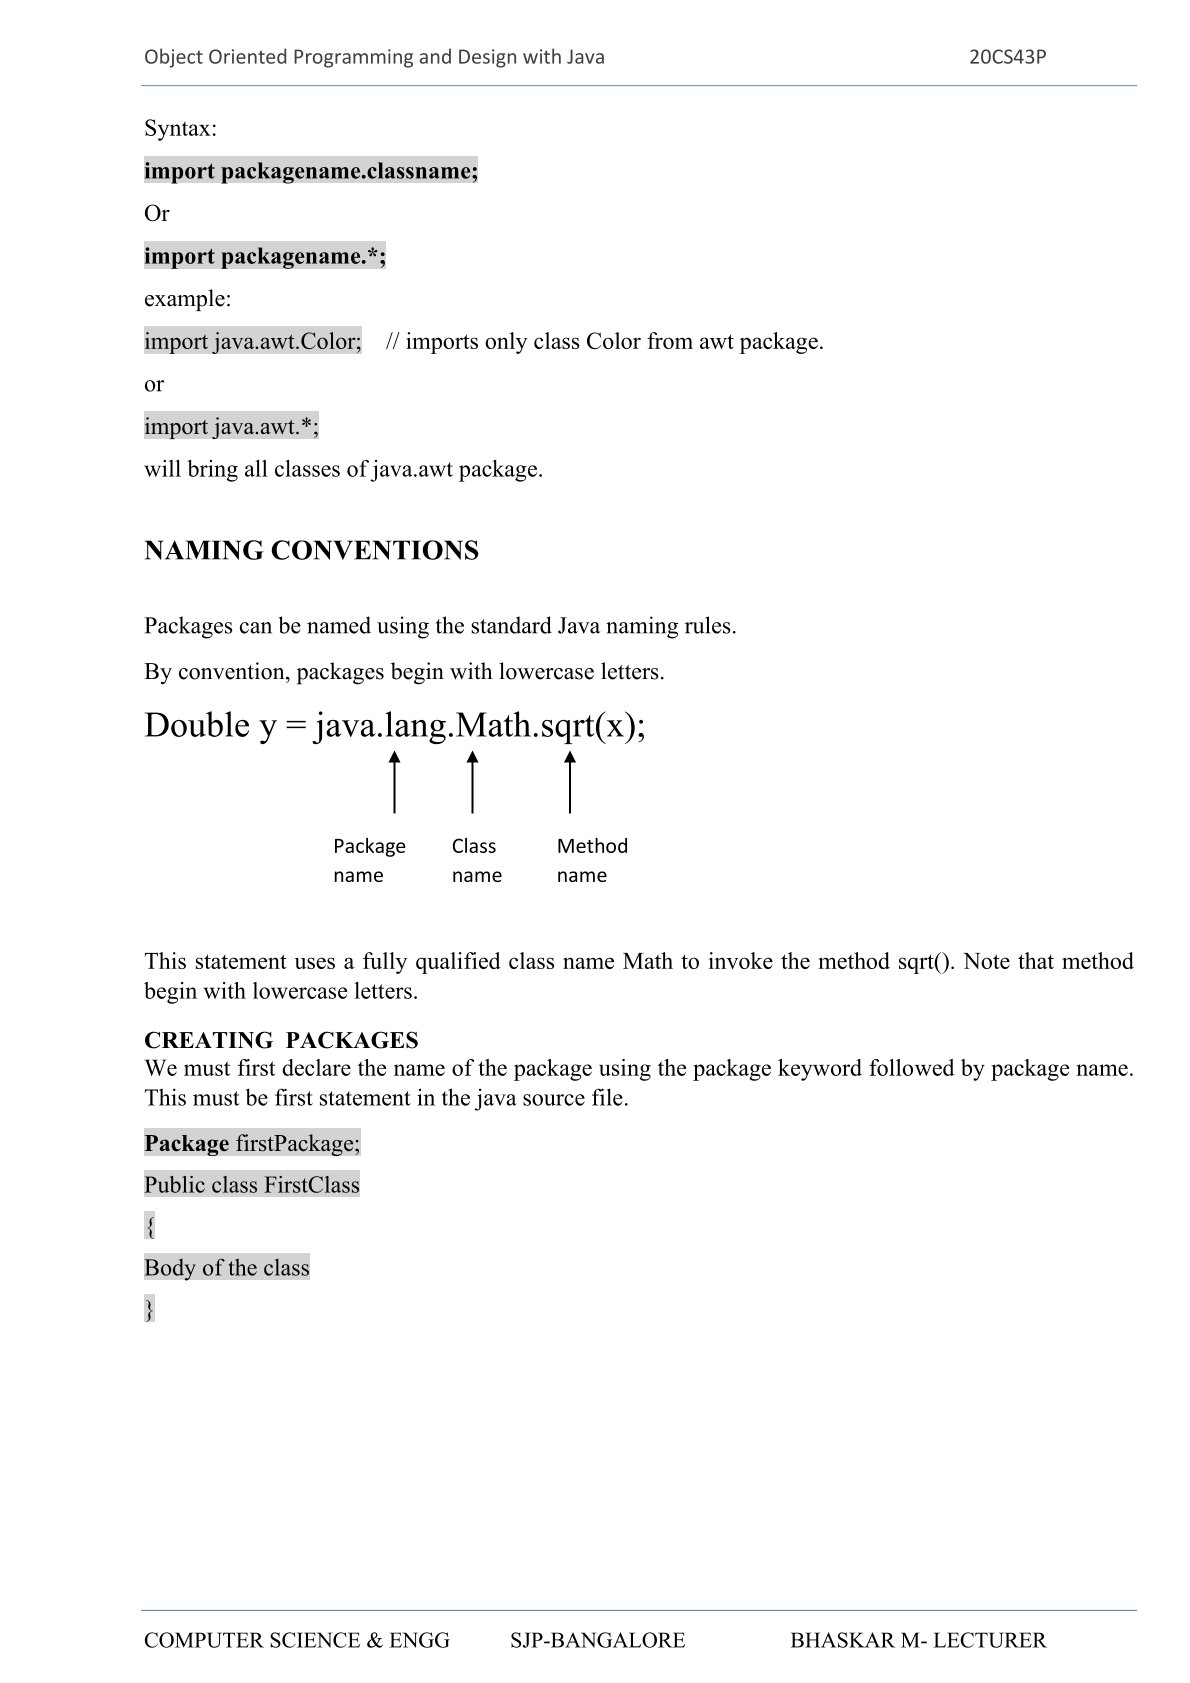 Object Oriented Programming and Design with Java 20CS43P
Syntax:
import packagename.classname;
Or
import packagename.*;
example:
import java.awt.Color; // imports only class Color from awt package.
or
import java.awt.*;
will bring all classes of java.awt package.
NAMING CONVENTIONS
Packages can be named using the standard Java naming rules.
By convention, packages begin with lowercase letters.
Double y = java.lang.Math.sqrt(x);
Package Class Method
name name name
This statement uses a fully qualified class name Math to invoke the method sqrt(). Note that method
begin with lowercase letters.
CREATING PACKAGES
We must first declare the name of the package using the package keyword followed by package name.
This must be first statement in the java source file.
Package firstPackage;
Public class FirstClass
{
Body of the class
}
COMPUTER SCIENCE & ENGG SJP-BANGALORE BHASKAR M- LECTURER